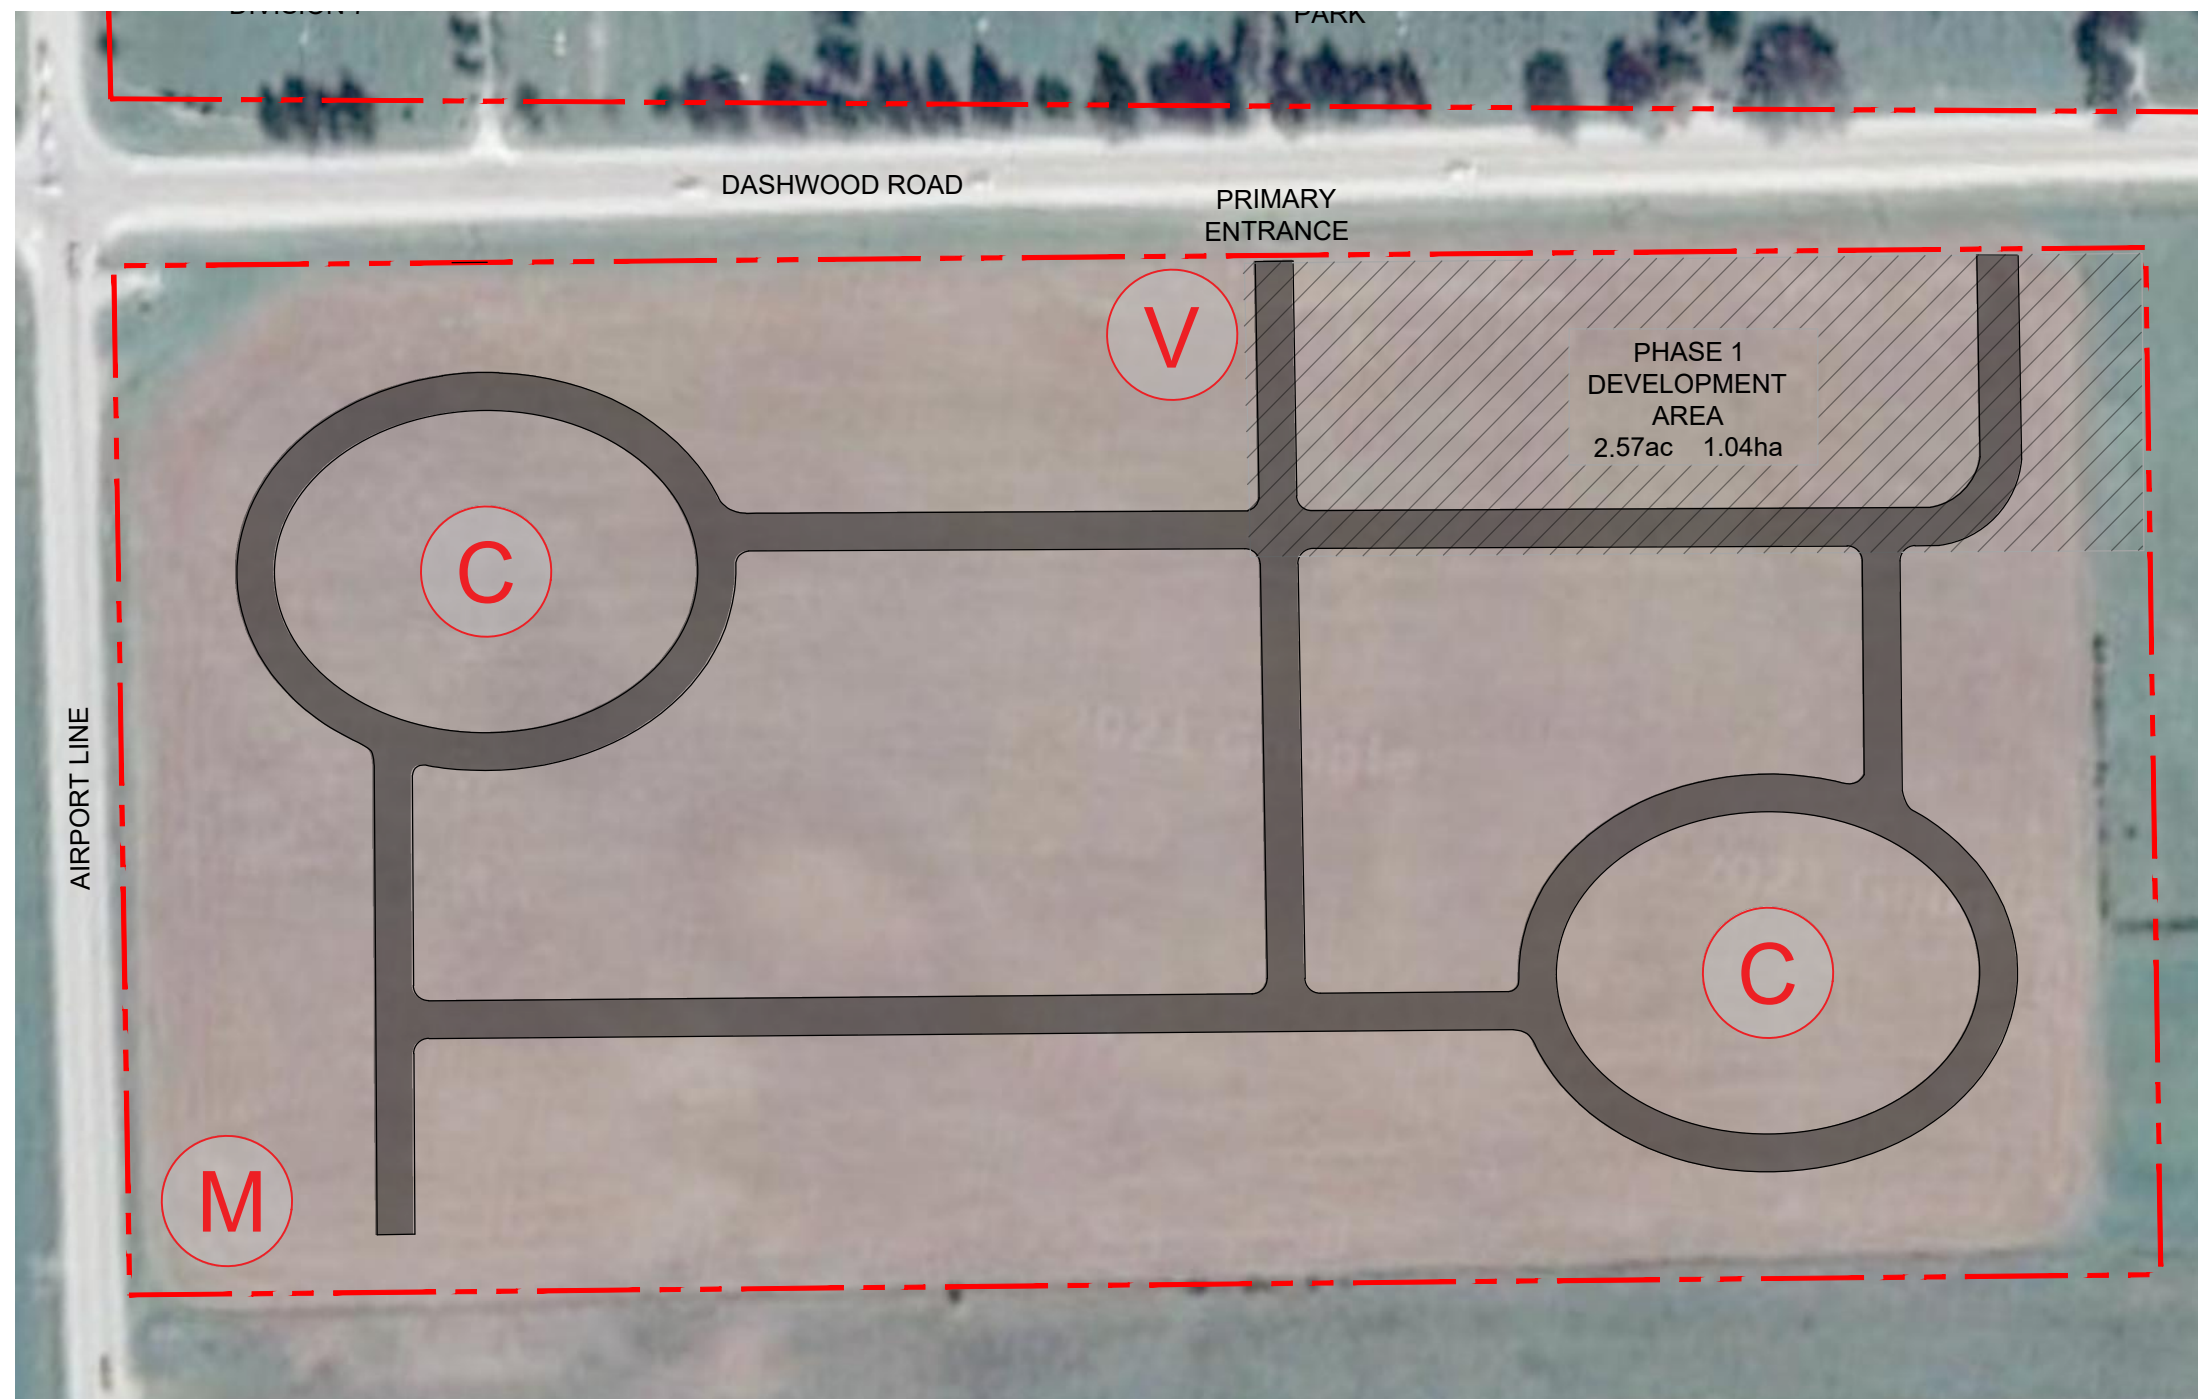 PARK
DASHWOOD ROAD
PRIMARY
ENTRANCE
V
PHASE 1
DEVELOPMENT
AREA
2.57ac 1.04ha
C
AIRPORT LINE
C
M